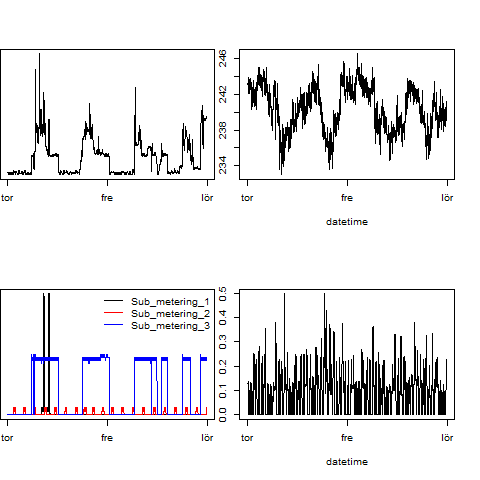 246
242
238
234
tor fre lör
tor fre lör
datetime
Sub_metering_1
Sub_metering_2
Sub_metering_3
0.5
0.4
0.3
0.2
0.1
0.0
tor fre lör
tor fre lör
datetime